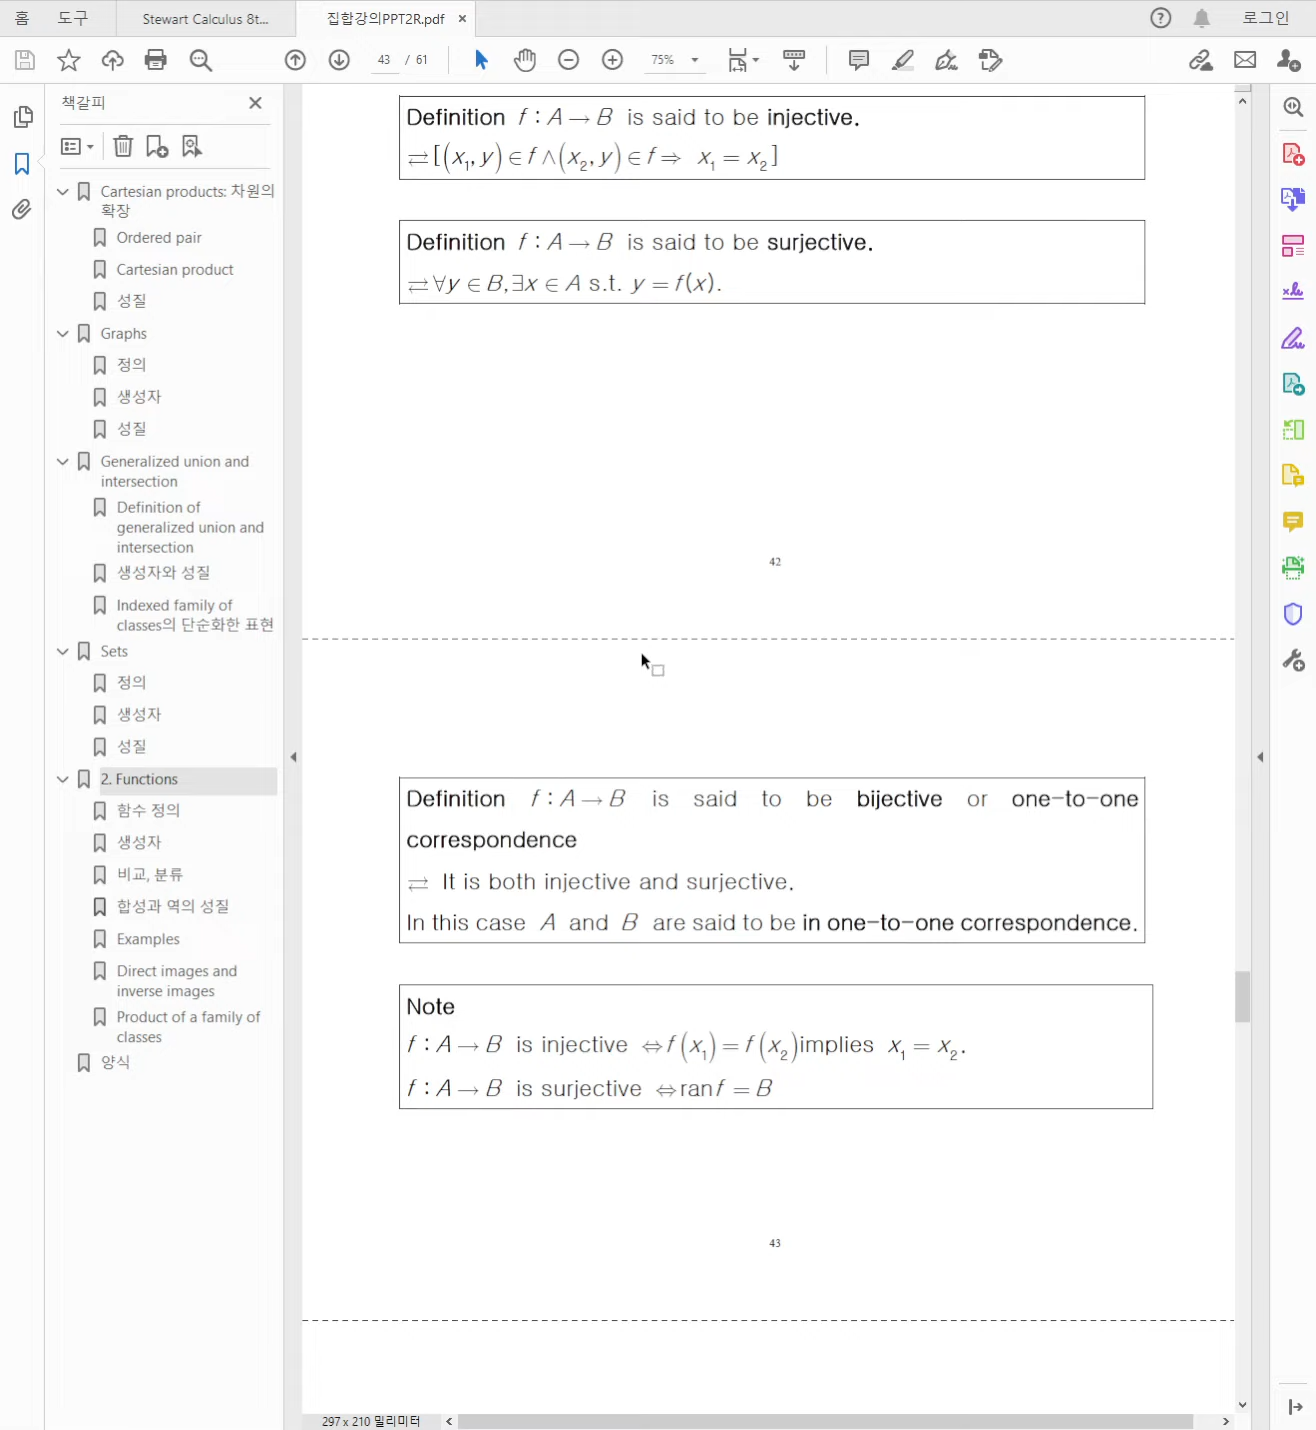 홈 도구 Stewart Calculus 8t... 집합강의PPT2R.pdf × 로그인
43 / 61 75%
책갈피
Cartesian products: 차원의
확장
Ordered pair
Cartesian product
성질
Graphs
정의
생성자
성질
Generalized union and
intersection
Definition of
generalized union and
intersection
생성자와 성질
Indexed family of
classes의 단순화한 표현
Sets
정의
생성자
성질
2. Functions
함수 정의
생성자
비교, 분류
합성과 역의 성질
Examples
Direct images and
inverse images
Product of a family of
classes
양식
Definition f : A → B is said to be injective.
⇄ [(x₁, y) ∈ f ∧ (x₂, y) ∈ f ⇒ x₁ = x₂]
Definition f : A → B is said to be surjective.
⇄ ∀y ∈ B, ∃x ∈ A s.t. y = f(x).
42
Definition f : A → B is said to be bijective or one-to-one
correspondence
⇄ It is both injective and surjective.
In this case A and B are said to be in one-to-one correspondence.
Note
f : A → B is injective ⇔ f(x₁) = f(x₂) implies x₁ = x₂.
f : A → B is surjective ⇔ ran f = B
43
297 x 210 밀리미터